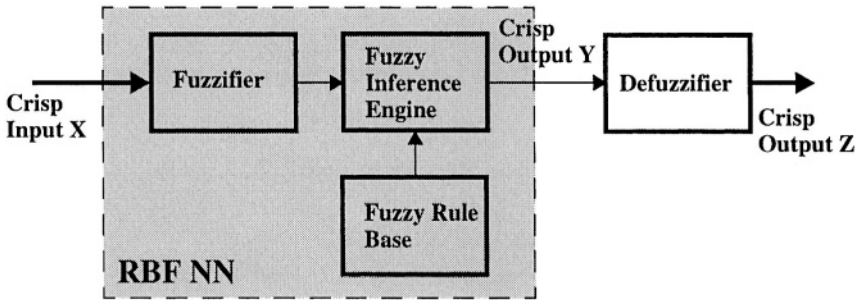 Crisp
Output Y
Fuzzifier
Fuzzy
Inference
Engine
Defuzzifier
Crisp
Input X
Crisp
Output Z
Fuzzy Rule
Base
RBF NN